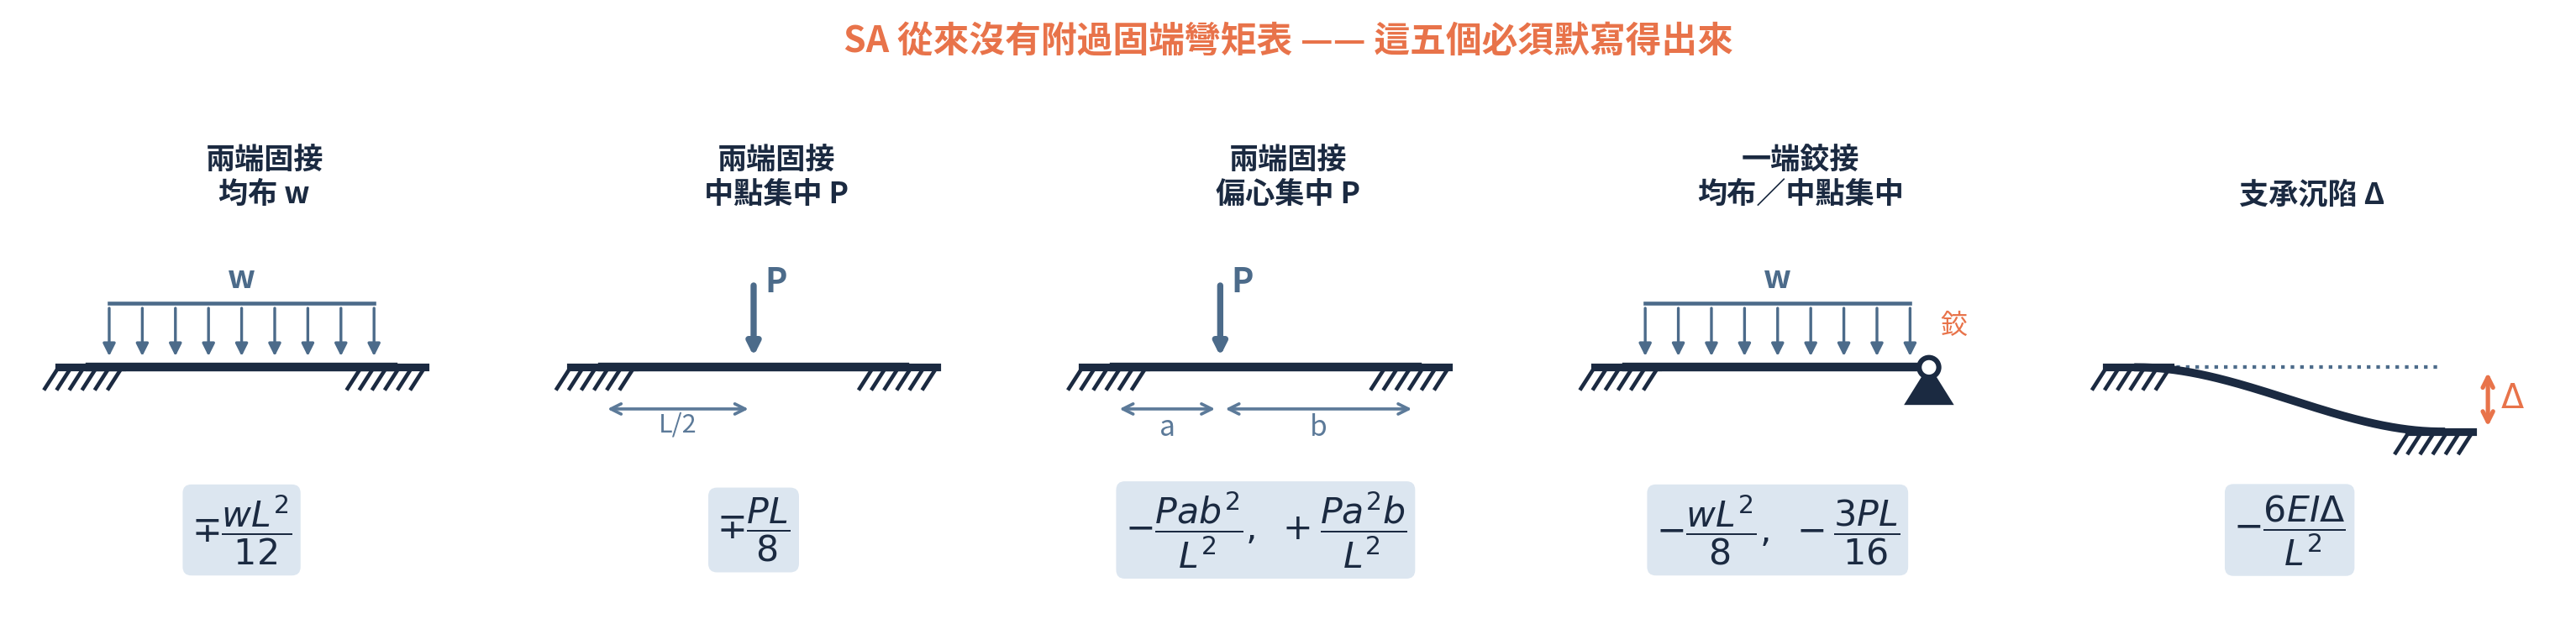 SA 從來沒有附過固端彎矩表 —— 這五個必須默寫得出來
兩端固接
均布 w
w
∓wL²/12
兩端固接
中點集中 P
P
L/2
∓PL/8
兩端固接
偏心集中 P
P
a
b
−Pab²/L², + Pa²b/L²
一端鉸接
均布／中點集中
w
鉸
−wL²/8, − 3PL/16
支承沉陷 Δ
Δ
−6EIΔ/L²